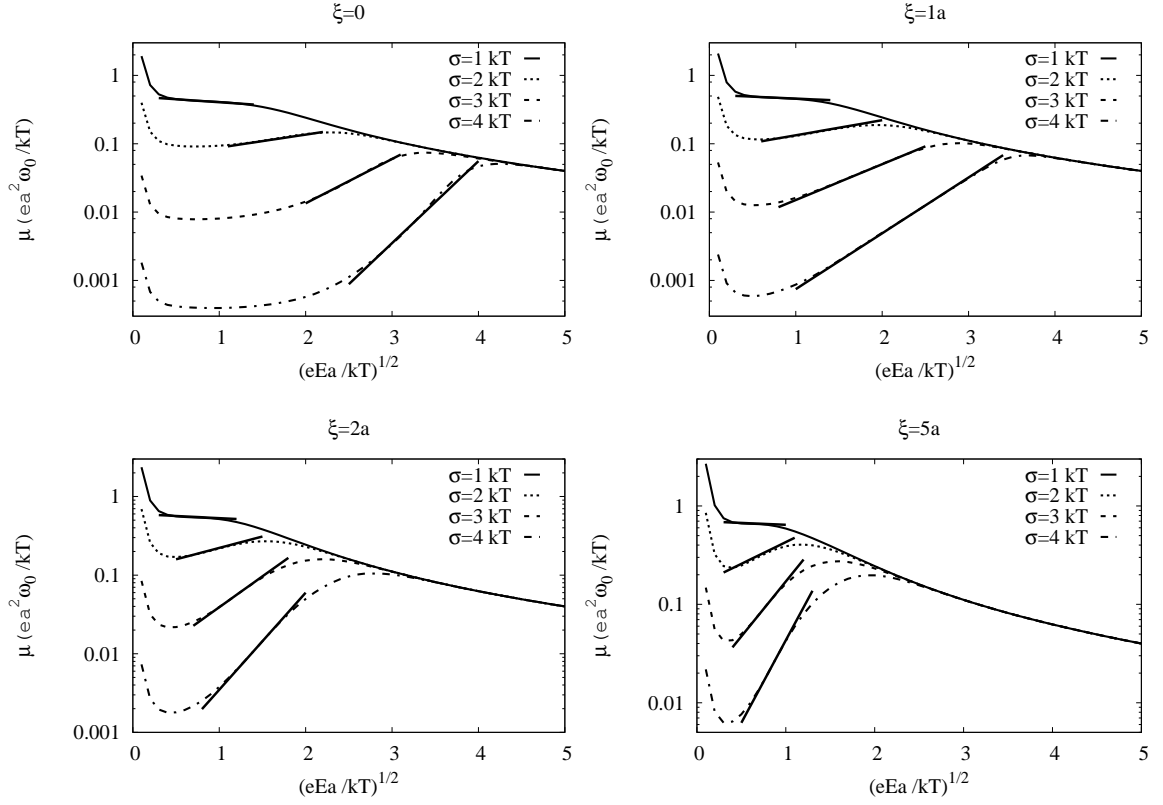 ξ=0
μ (ea²ω₀/kT)
1
0.1
0.01
0.001
σ=1 kT
σ=2 kT
σ=3 kT
σ=4 kT
0 1 2 3 4 5
(eEa/kT)^1/2
ξ=1a
μ (ea²ω₀/kT)
1
0.1
0.01
0.001
σ=1 kT
σ=2 kT
σ=3 kT
σ=4 kT
0 1 2 3 4 5
(eEa/kT)^1/2
ξ=2a
μ (ea²ω₀/kT)
1
0.1
0.01
0.001
σ=1 kT
σ=2 kT
σ=3 kT
σ=4 kT
0 1 2 3 4 5
(eEa/kT)^1/2
ξ=5a
μ (ea²ω₀/kT)
1
0.1
0.01
σ=1 kT
σ=2 kT
σ=3 kT
σ=4 kT
0 1 2 3 4 5
(eEa/kT)^1/2